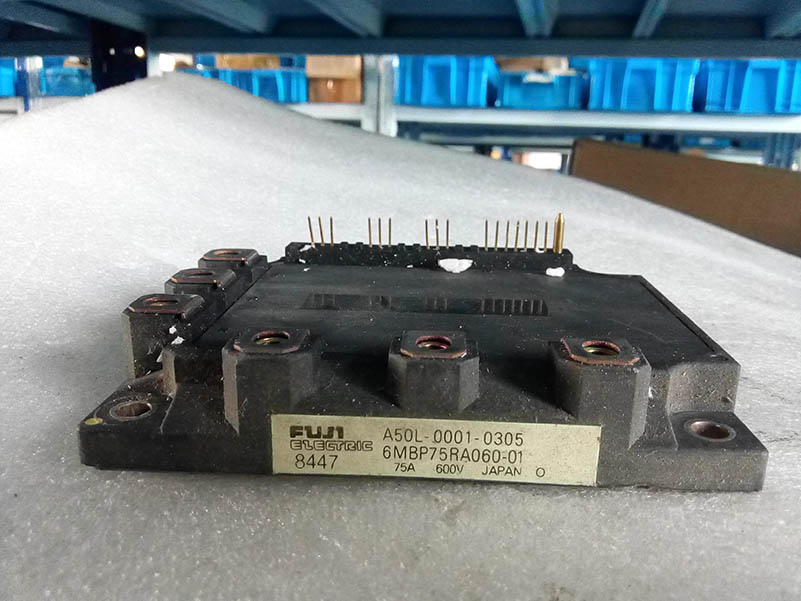 FUJI A50L-0001-0305
ELECTRIC 6MBP75RA060-01
8447 75A 600V JAPAN O